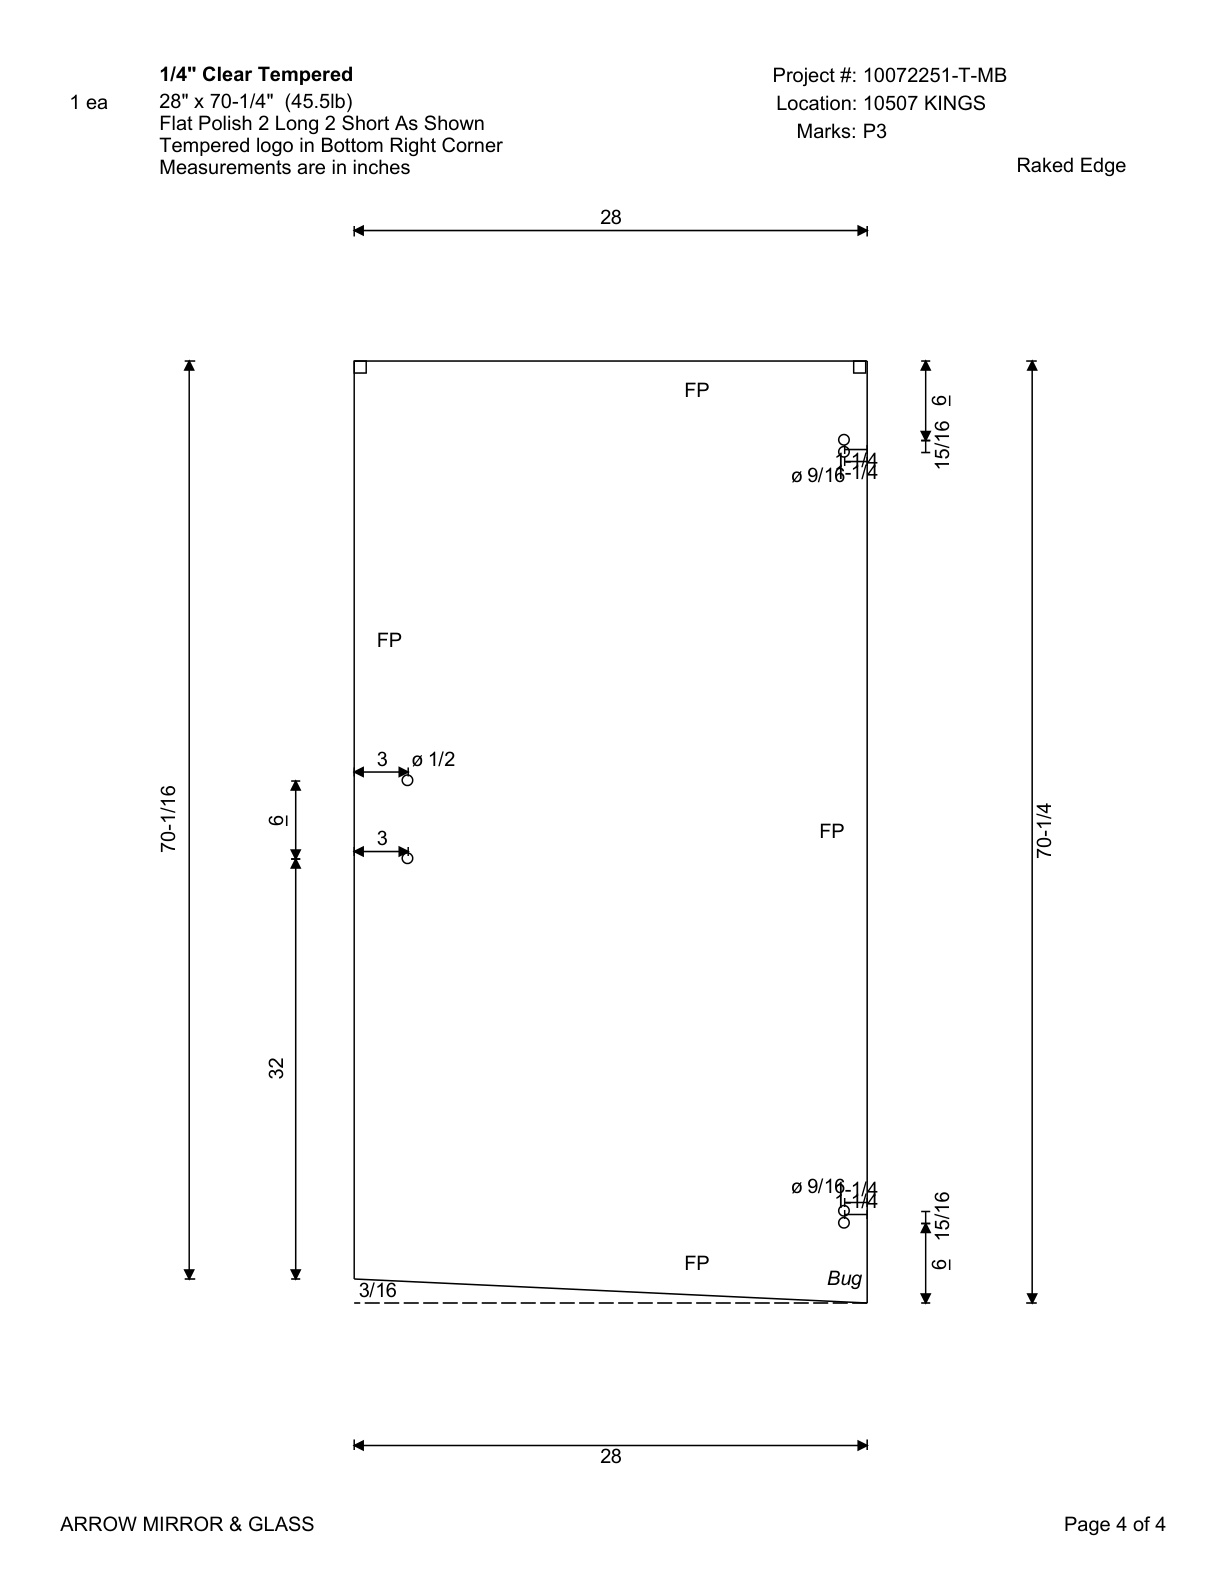 1/4" Clear Tempered
1 ea
28" x 70-1/4"  (45.5lb)
Flat Polish 2 Long 2 Short As Shown
Tempered logo in Bottom Right Corner
Measurements are in inches
Project #: 10072251-T-MB
Location: 10507 KINGS
Marks: P3
Raked Edge
28
FP
6
15/16
1-1/4
ø 9/16
1-1/4
FP
3
ø 1/2
70-1/16
6
3
FP
70-1/4
32
ø 9/16
1-1/4
1-1/4
15/16
FP
6
Bug
3/16
28
ARROW MIRROR & GLASS
Page 4 of 4